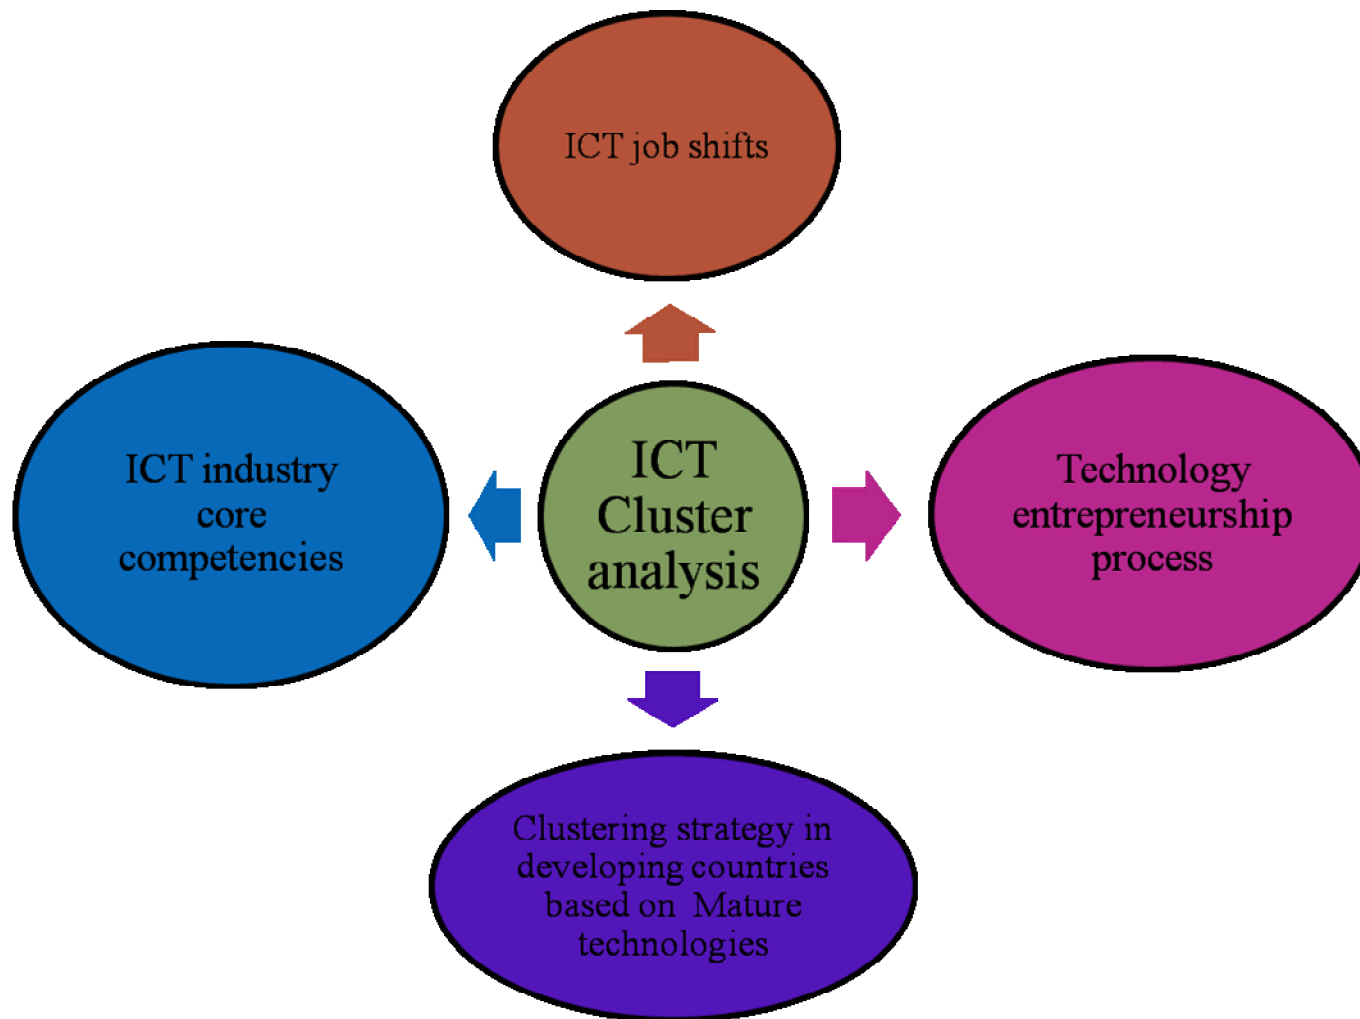 ICT job shifts
ICT industry
core
competencies
ICT
Cluster
analysis
Technology
entrepreneurship
process
Clustering strategy in
developing countries
based on  Mature
technologies